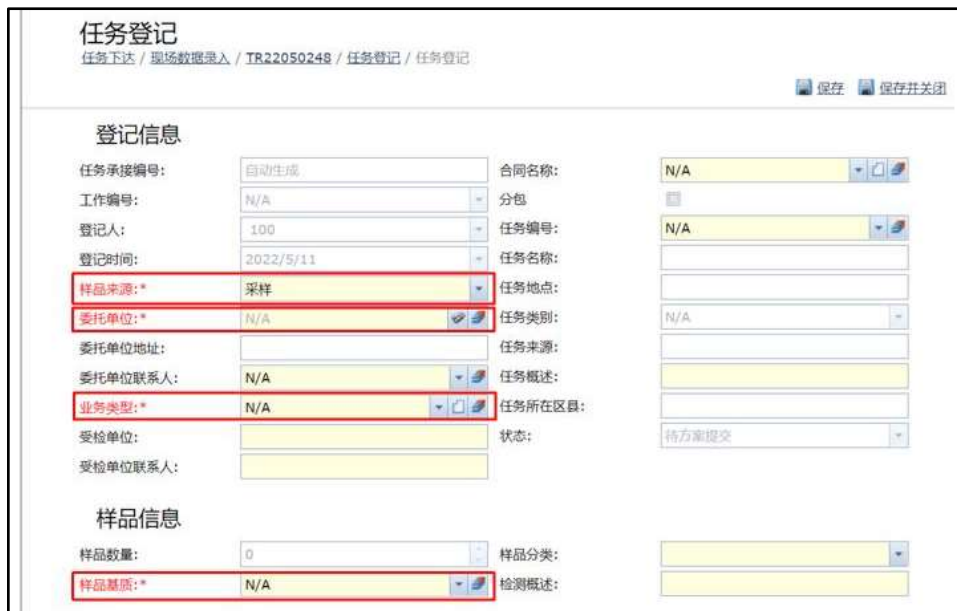 任务登记
任务下达 / 现场数据录入 / TR22050248 / 任务登记 / 任务登记
保存 保存并关闭
登记信息
任务承接编号: 自动生成 合同名称: N/A
工作编号: N/A 分包
登记人: 100 任务编号: N/A
登记时间: 2022/5/11 任务名称:
样品来源:* 采样 任务地点:
委托单位:* N/A 任务类别: N/A
委托单位地址: 任务来源:
委托单位联系人: N/A 任务概述:
业务类型:* N/A 任务所在区县:
受检单位: 状态: 待方案提交
受检单位联系人:
样品信息
样品数量: 0 样品分类:
样品基质:* N/A 检测概述: